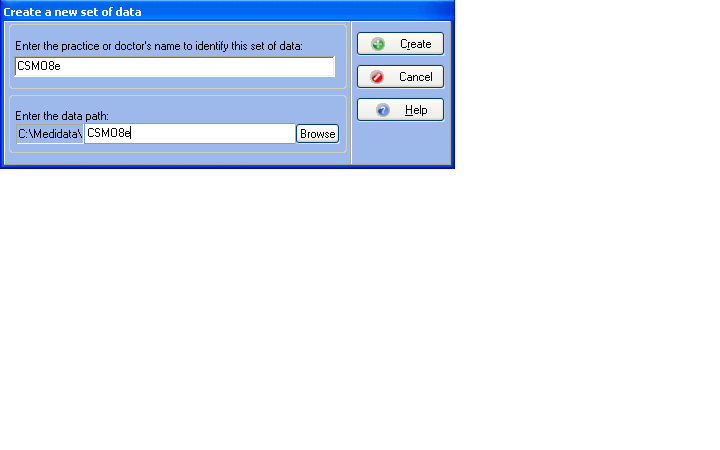 Create a new set of data
Enter the practice or doctor's name to identify this set of data:
CSMO8e
Enter the data path:
C:\Medidata\ CSMO8e Browse
Create
Cancel
Help